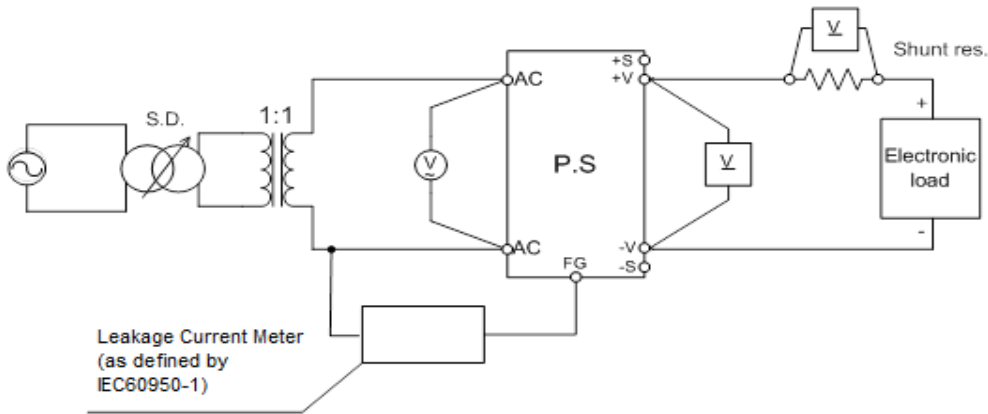 V
Shunt res.
+S
+V
AC
1:1
S.D.
V
~
P.S
V
+
Electronic
load
-
AC
-V
-S
FG
Leakage Current Meter
(as defined by
IEC60950-1)